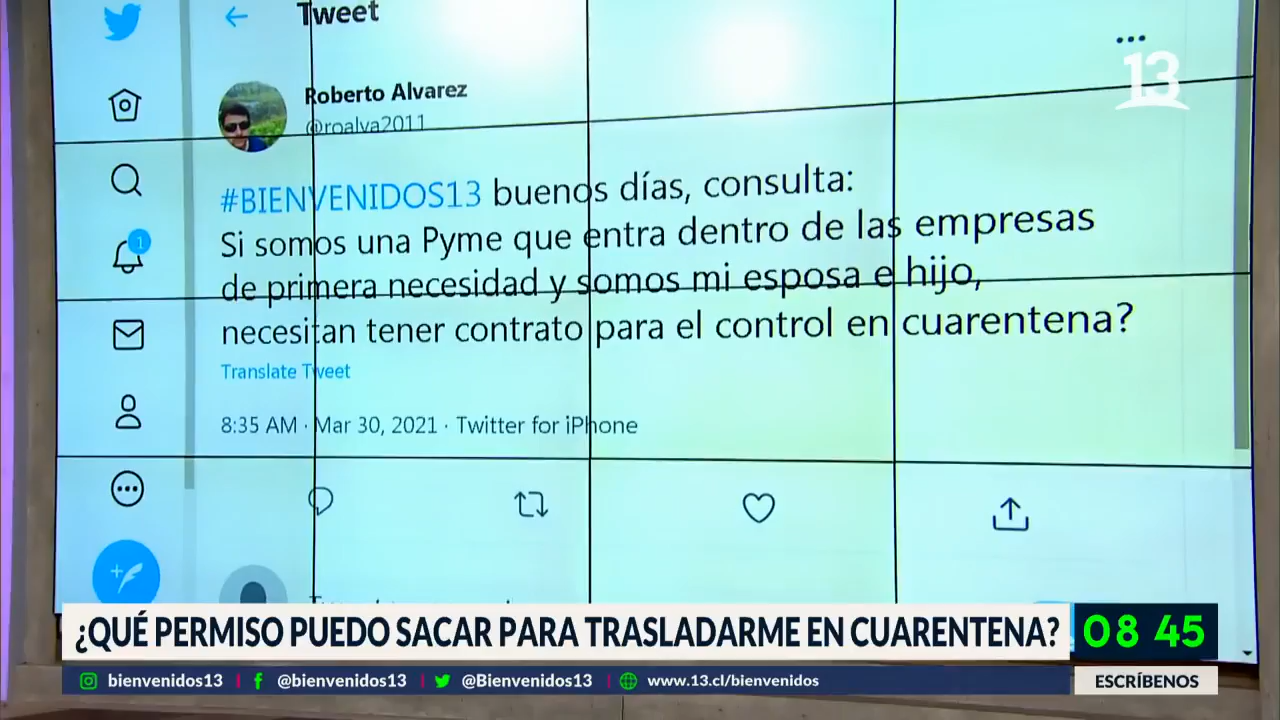 Tweet
13
Roberto Alvarez
@roalva2011
#BIENVENIDOS13 buenos días, consulta:
Si somos una Pyme que entra dentro de las empresas
de primera necesidad y somos mi esposa e hijo,
necesitan tener contrato para el control en cuarentena?
Translate Tweet
8:35 AM · Mar 30, 2021 · Twitter for iPhone
1
¿QUÉ PERMISO PUEDO SACAR PARA TRASLADARME EN CUARENTENA?
08 45
bienvenidos13 | @bienvenidos13 | @Bienvenidos13 | www.13.cl/bienvenidos
ESCRÍBENOS